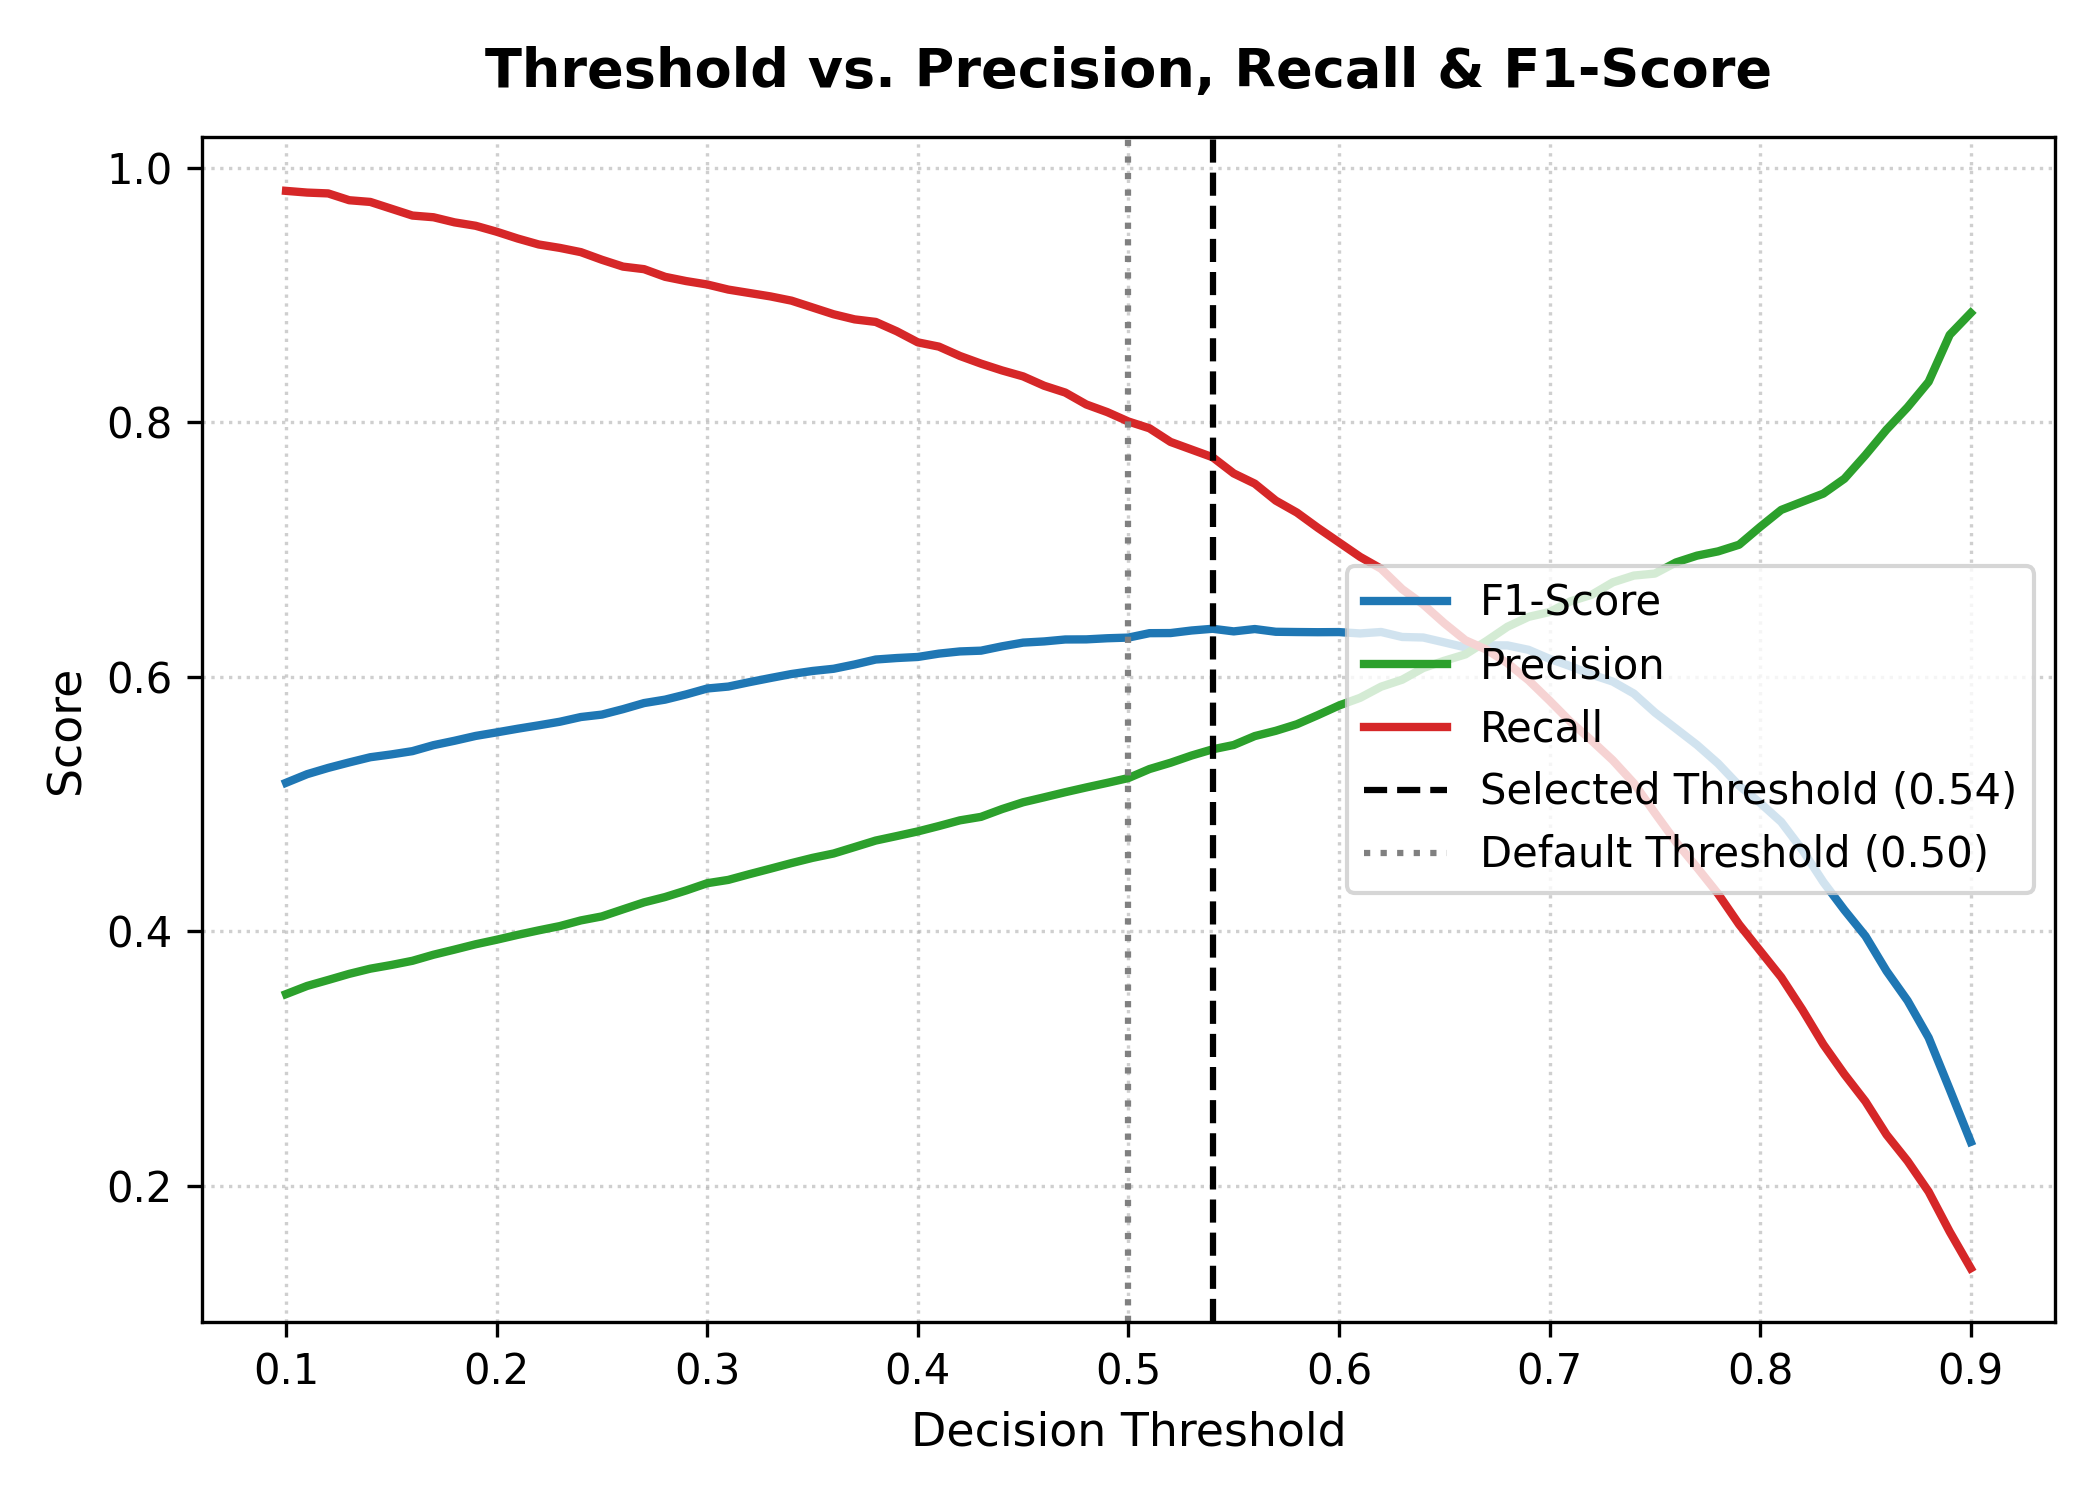 Threshold vs. Precision, Recall & F1-Score
1.0
0.8
0.6
0.4
0.2
Score
F1-Score
Precision
Recall
Selected Threshold (0.54)
Default Threshold (0.50)
0.1 0.2 0.3 0.4 0.5 0.6 0.7 0.8 0.9
Decision Threshold